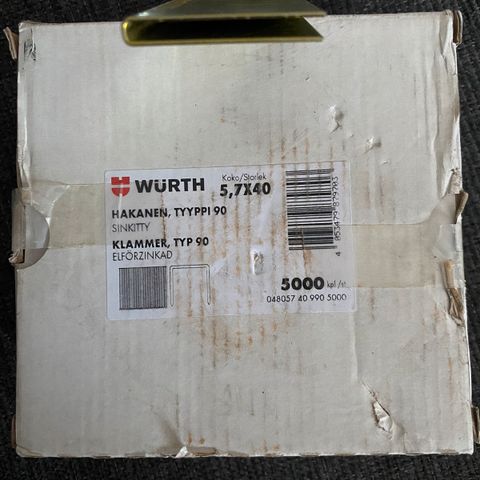 WÜRTH
Koko/Storlek
5,7X40
HAKANEN, TYYPPI 90
SINKITTY
KLAMMER, TYP 90
ELFÖRZINKAD
5000 kpl /st
048057 40 990 5000